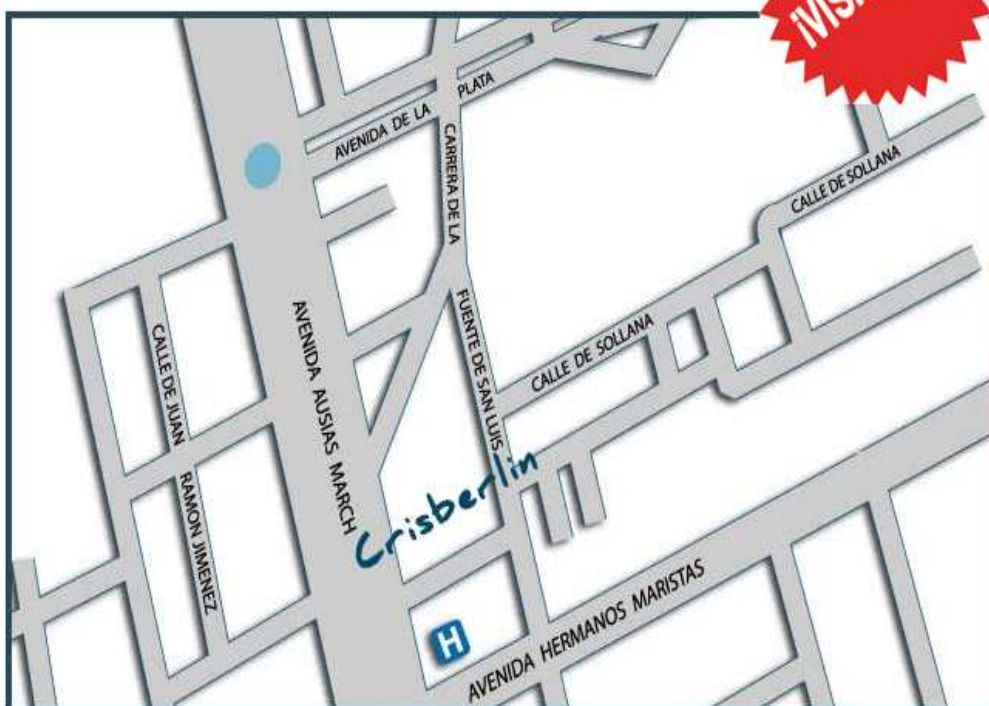 AVENIDA DE LA PLATA
CARRERA DE LA FUENTE DE SAN LUIS
CALLE DE SOLLANA
CALLE DE SOLLANA
CALLE DE JUAN RAMON JIMENEZ
AVENIDA AUSIAS MARCH
Crisberlin
H
AVENIDA HERMANOS MARISTAS